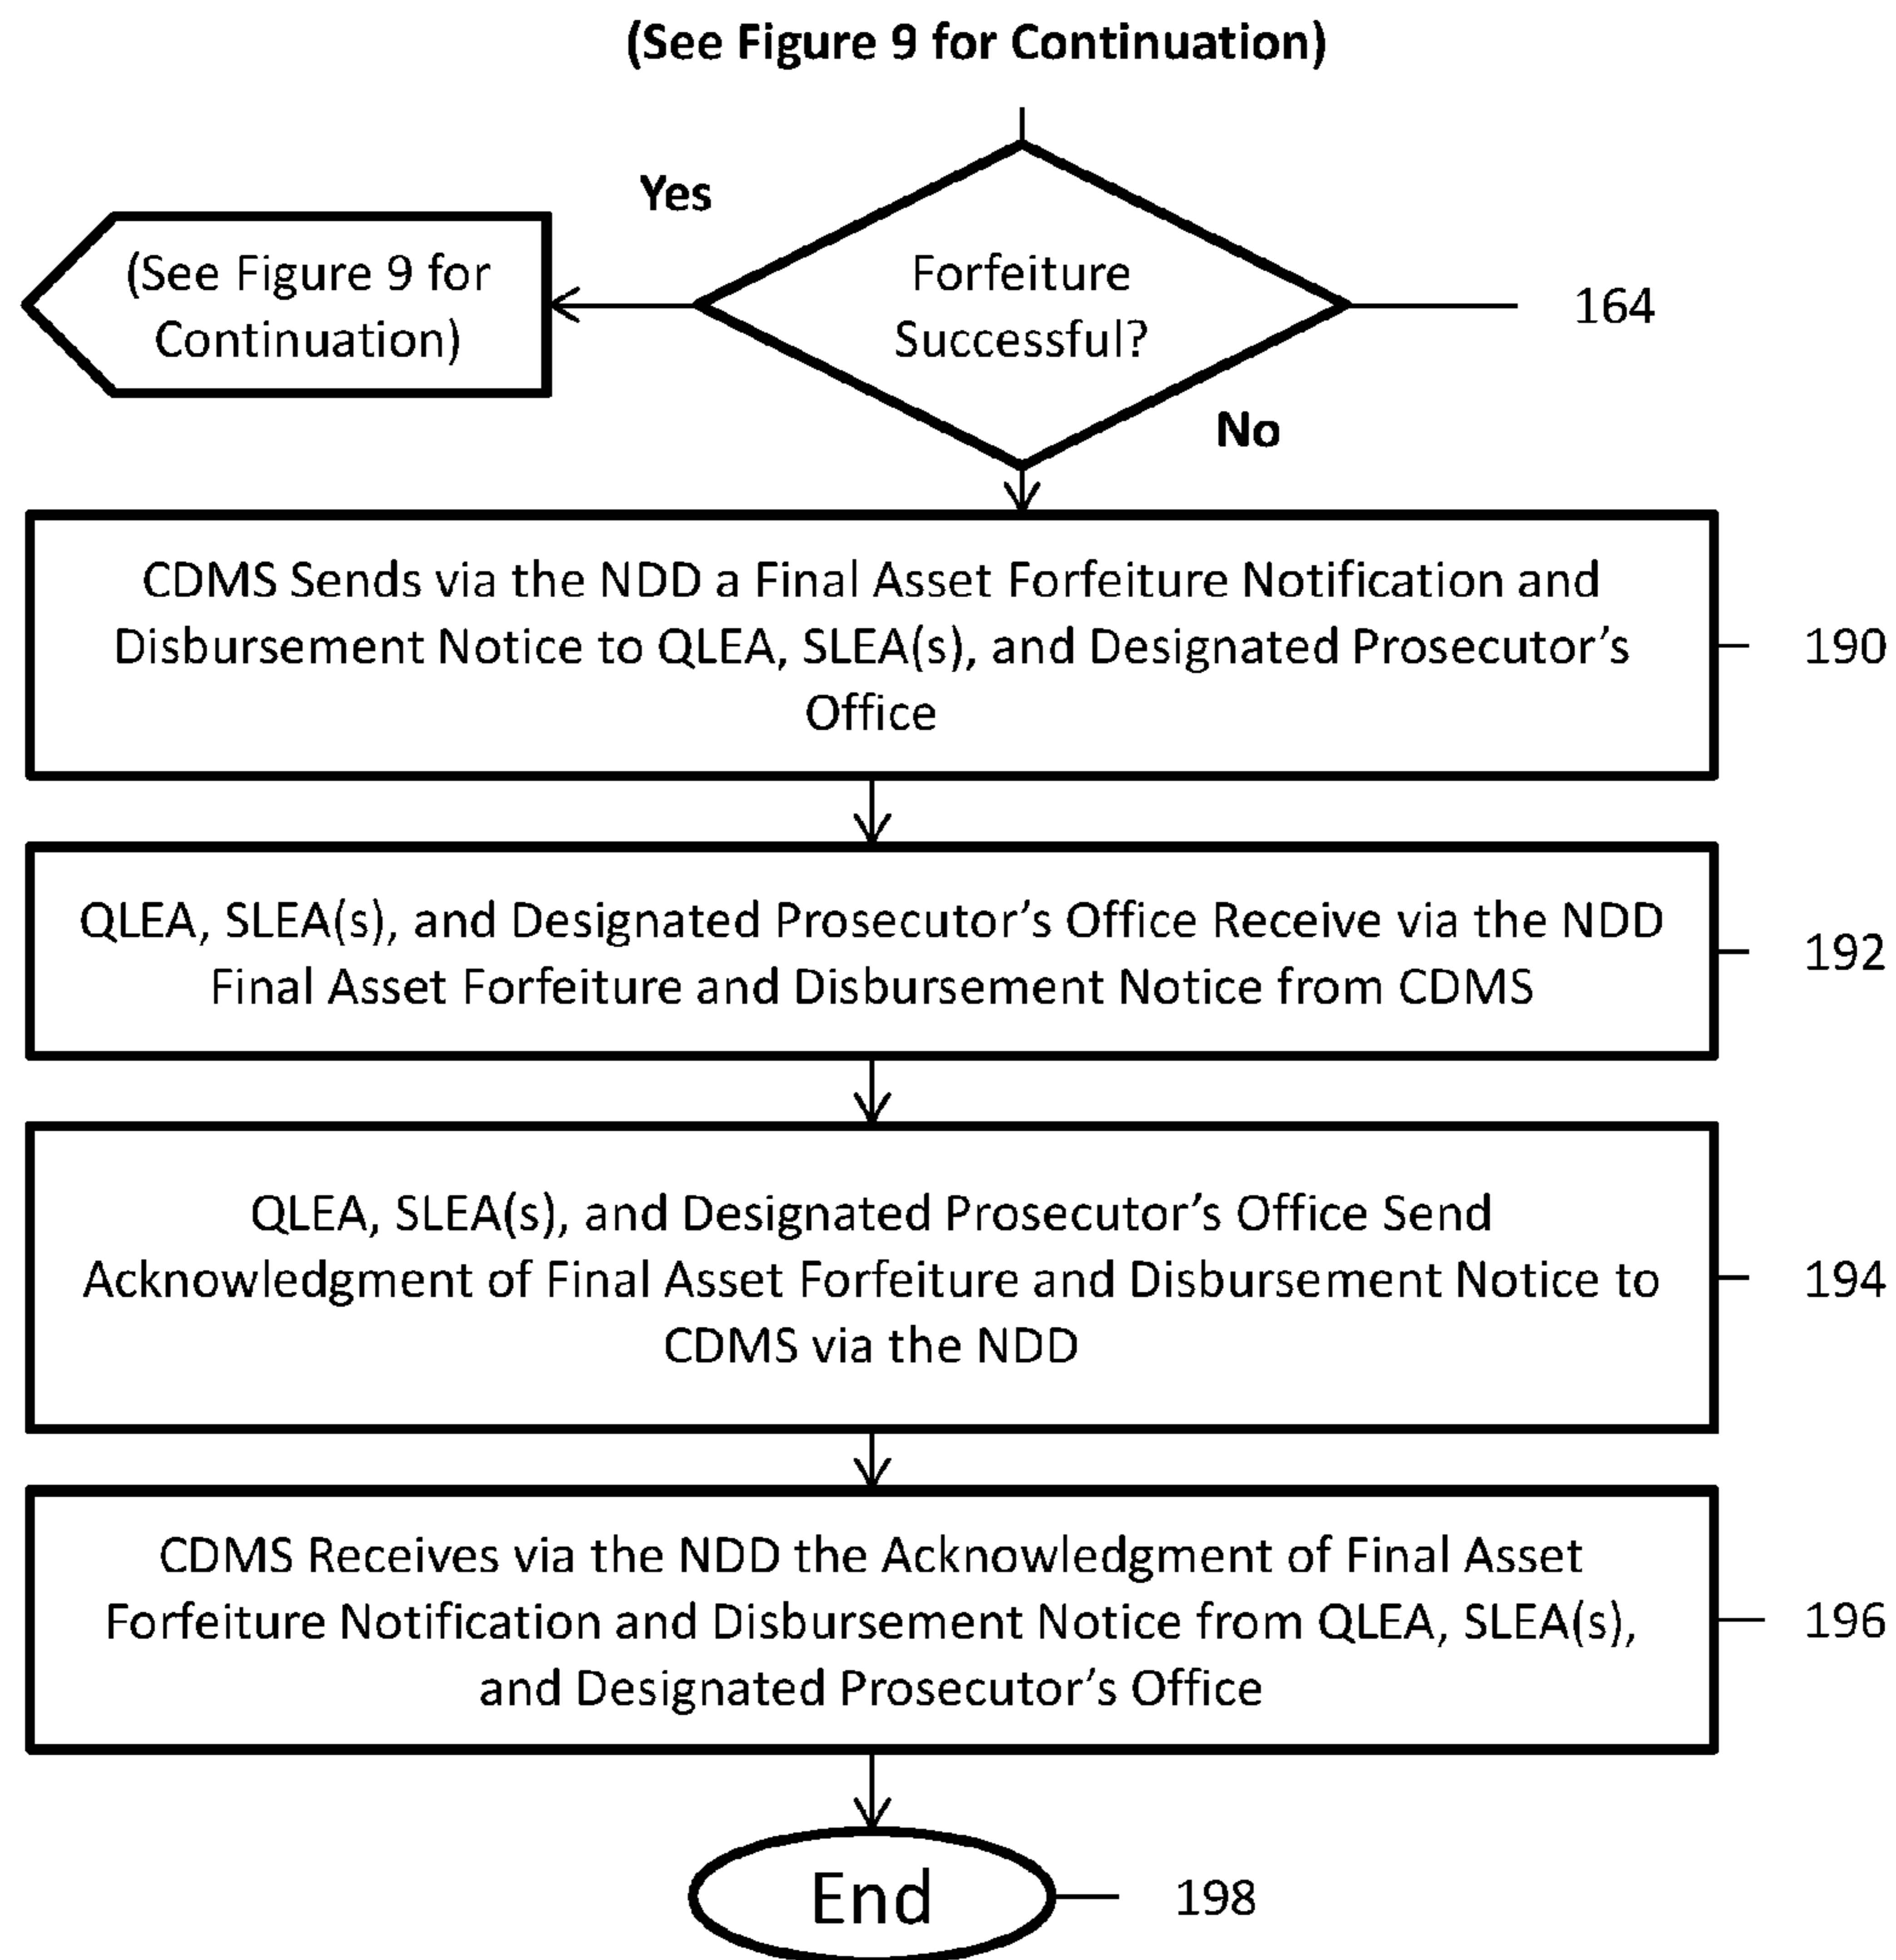 (See Figure 9 for Continuation)
Yes
(See Figure 9 for
Continuation)
Forfeiture
Successful?
164
No
CDMS Sends via the NDD a Final Asset Forfeiture Notification and
Disbursement Notice to QLEA, SLEA(s), and Designated Prosecutor’s
Office
190
QLEA, SLEA(s), and Designated Prosecutor’s Office Receive via the NDD
Final Asset Forfeiture and Disbursement Notice from CDMS
192
QLEA, SLEA(s), and Designated Prosecutor’s Office Send
Acknowledgment of Final Asset Forfeiture and Disbursement Notice to
CDMS via the NDD
194
CDMS Receives via the NDD the Acknowledgment of Final Asset
Forfeiture Notification and Disbursement Notice from QLEA, SLEA(s),
and Designated Prosecutor’s Office
196
End
198